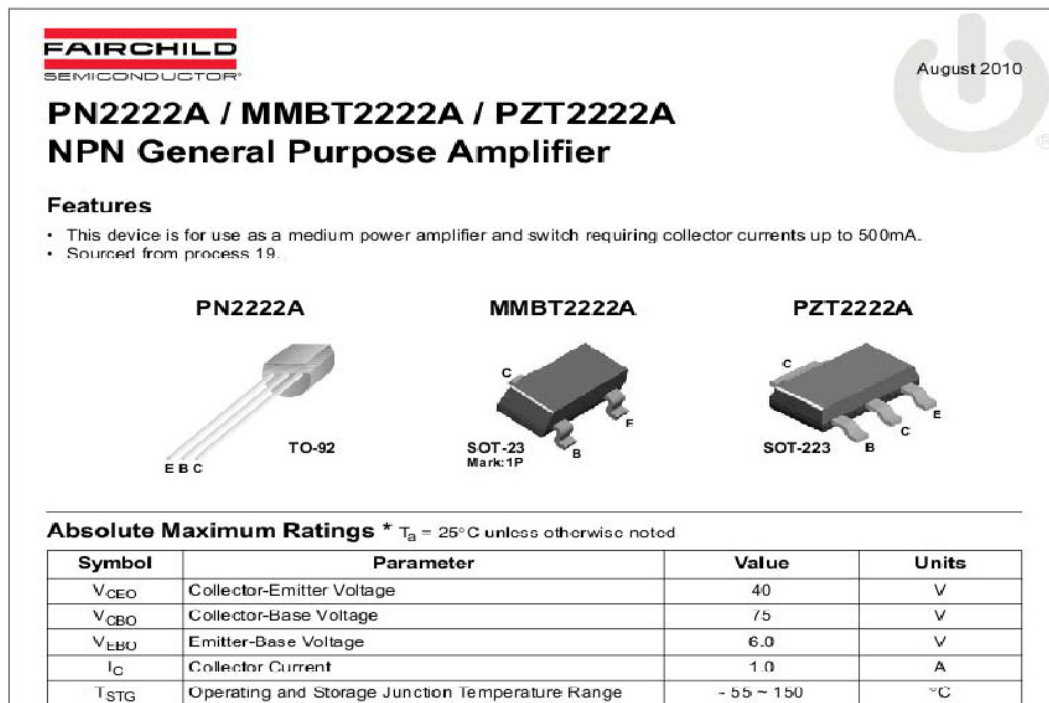 FAIRCHILD
SEMICONDUCTOR®
August 2010
PN2222A / MMBT2222A / PZT2222A
NPN General Purpose Amplifier
Features
• This device is for use as a medium power amplifier and switch requiring collector currents up to 500mA.
• Sourced from process 19.
PN2222A MMBT2222A PZT2222A
C C
E E
TO-92 SOT-23 B SOT-223 B C
Mark:1P
E B C
Absolute Maximum Ratings * Ta = 25°C unless otherwise noted
Symbol Parameter Value Units
VCEO Collector-Emitter Voltage 40 V
VCBO Collector-Base Voltage 75 V
VEBO Emitter-Base Voltage 6.0 V
IC Collector Current 1.0 A
TSTG Operating and Storage Junction Temperature Range - 55 ~ 150 °C